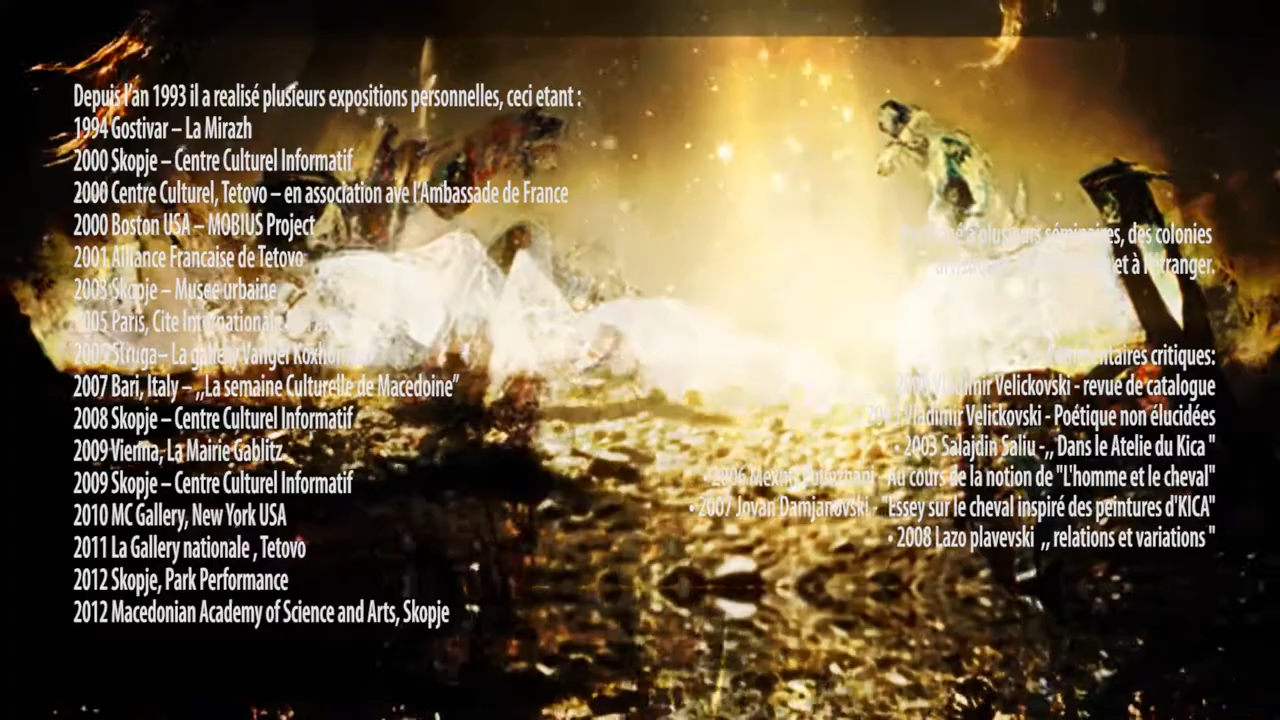 Depuis l'an 1993 il a realisé plusieurs expositions personnelles, ceci etant :
1994 Gostivar – La Mirazh
2000 Skopje – Centre Culturel Informatif
2000 Centre Culturel, Tetovo – en association ave l'Ambassade de France
2000 Boston USA – MOBIUS Project
2001 Alliance Francaise de Tetovo
2003 Skopje – Musee urbaine
2005 Paris, Cite Internationale
2005 Struga– La gallery Vangel
2007 Bari, Italy – ,,La semaine Culturelle de Macedoine”
2008 Skopje – Centre Culturel Informatif
2009 Vienna, La Mairie Gablitz
2009 Skopje – Centre Culturel Informatif
2010 MC Gallery, New York USA
2011 La Gallery nationale , Tetovo
2012 Skopje, Park Performance
2012 Macedonian Academy of Science and Arts, Skopje
a plusieurs séminaires, des colonies
et à l'étranger.
critiques:
Vladimir Velickovski - revue de catalogue
Vladimir Velickovski - Poétique non élucidées
• 2003 Salajdin Saliu -,, Dans le Atelie du Kica "
• 2006 - Au cours de la notion de "L'homme et le cheval"
• 2007 Jovan Damjanovski - "Essey sur le cheval inspiré des peintures d'KICA"
• 2008 Lazo plavevski ,, relations et variations "